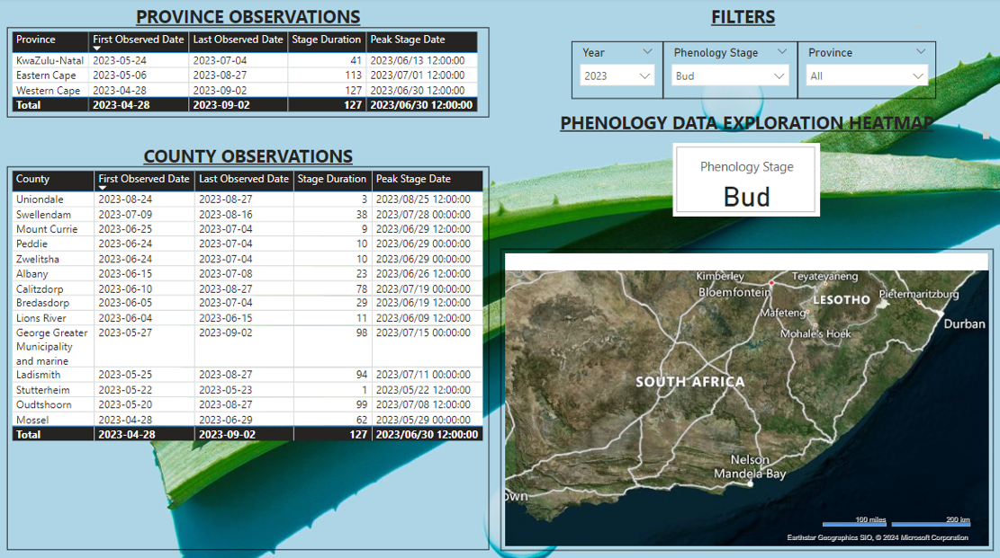 PROVINCE OBSERVATIONS
Province First Observed Date Last Observed Date Stage Duration Peak Stage Date
KwaZulu-Natal 2023-05-24 2023-07-04 41 2023/06/13 12:00:00
Eastern Cape 2023-05-06 2023-08-27 113 2023/07/01 12:00:00
Western Cape 2023-04-28 2023-09-02 127 2023/06/30 12:00:00
Total 2023-04-28 2023-09-02 127 2023/06/30 12:00:00
COUNTY OBSERVATIONS
County First Observed Date Last Observed Date Stage Duration Peak Stage Date
Uniondale 2023-08-24 2023-08-27 3 2023/08/25 12:00:00
Swellendam 2023-07-09 2023-08-16 38 2023/07/28 00:00:00
Mount Currie 2023-06-25 2023-07-04 9 2023/06/29 12:00:00
Peddie 2023-06-24 2023-07-04 10 2023/06/29 00:00:00
Zwelitsha 2023-06-24 2023-07-04 10 2023/06/29 00:00:00
Albany 2023-06-15 2023-07-08 23 2023/06/26 12:00:00
Calitzdorp 2023-06-10 2023-08-27 78 2023/07/19 00:00:00
Bredasdorp 2023-06-05 2023-07-04 29 2023/06/19 12:00:00
Lions River 2023-06-04 2023-06-15 11 2023/06/09 12:00:00
George Greater 2023-05-27 2023-09-02 98 2023/07/15 00:00:00
Municipality
and marine
Ladismith 2023-05-25 2023-08-27 94 2023/07/11 00:00:00
Stutterheim 2023-05-22 2023-05-23 1 2023/05/22 12:00:00
Oudtshoorn 2023-05-20 2023-08-27 99 2023/07/08 12:00:00
Mossel 2023-04-28 2023-06-29 62 2023/05/29 00:00:00
Total 2023-04-28 2023-09-02 127 2023/06/30 12:00:00
FILTERS
Year Phenology Stage Province
2023 Bud All
PHENOLOGY DATA EXPLORATION HEATMAP
Phenology Stage
Bud
Kimberley Teyateyaneng
Bloemfontein
LESOTHO Pietermaritzburg
Mafeteng
Durban
Mohale's Hoek
SOUTH AFRICA
Nelson
Mandela Bay
own
100 miles 200 km
Earthstar Geographics SIO, © 2024 Microsoft Corporation